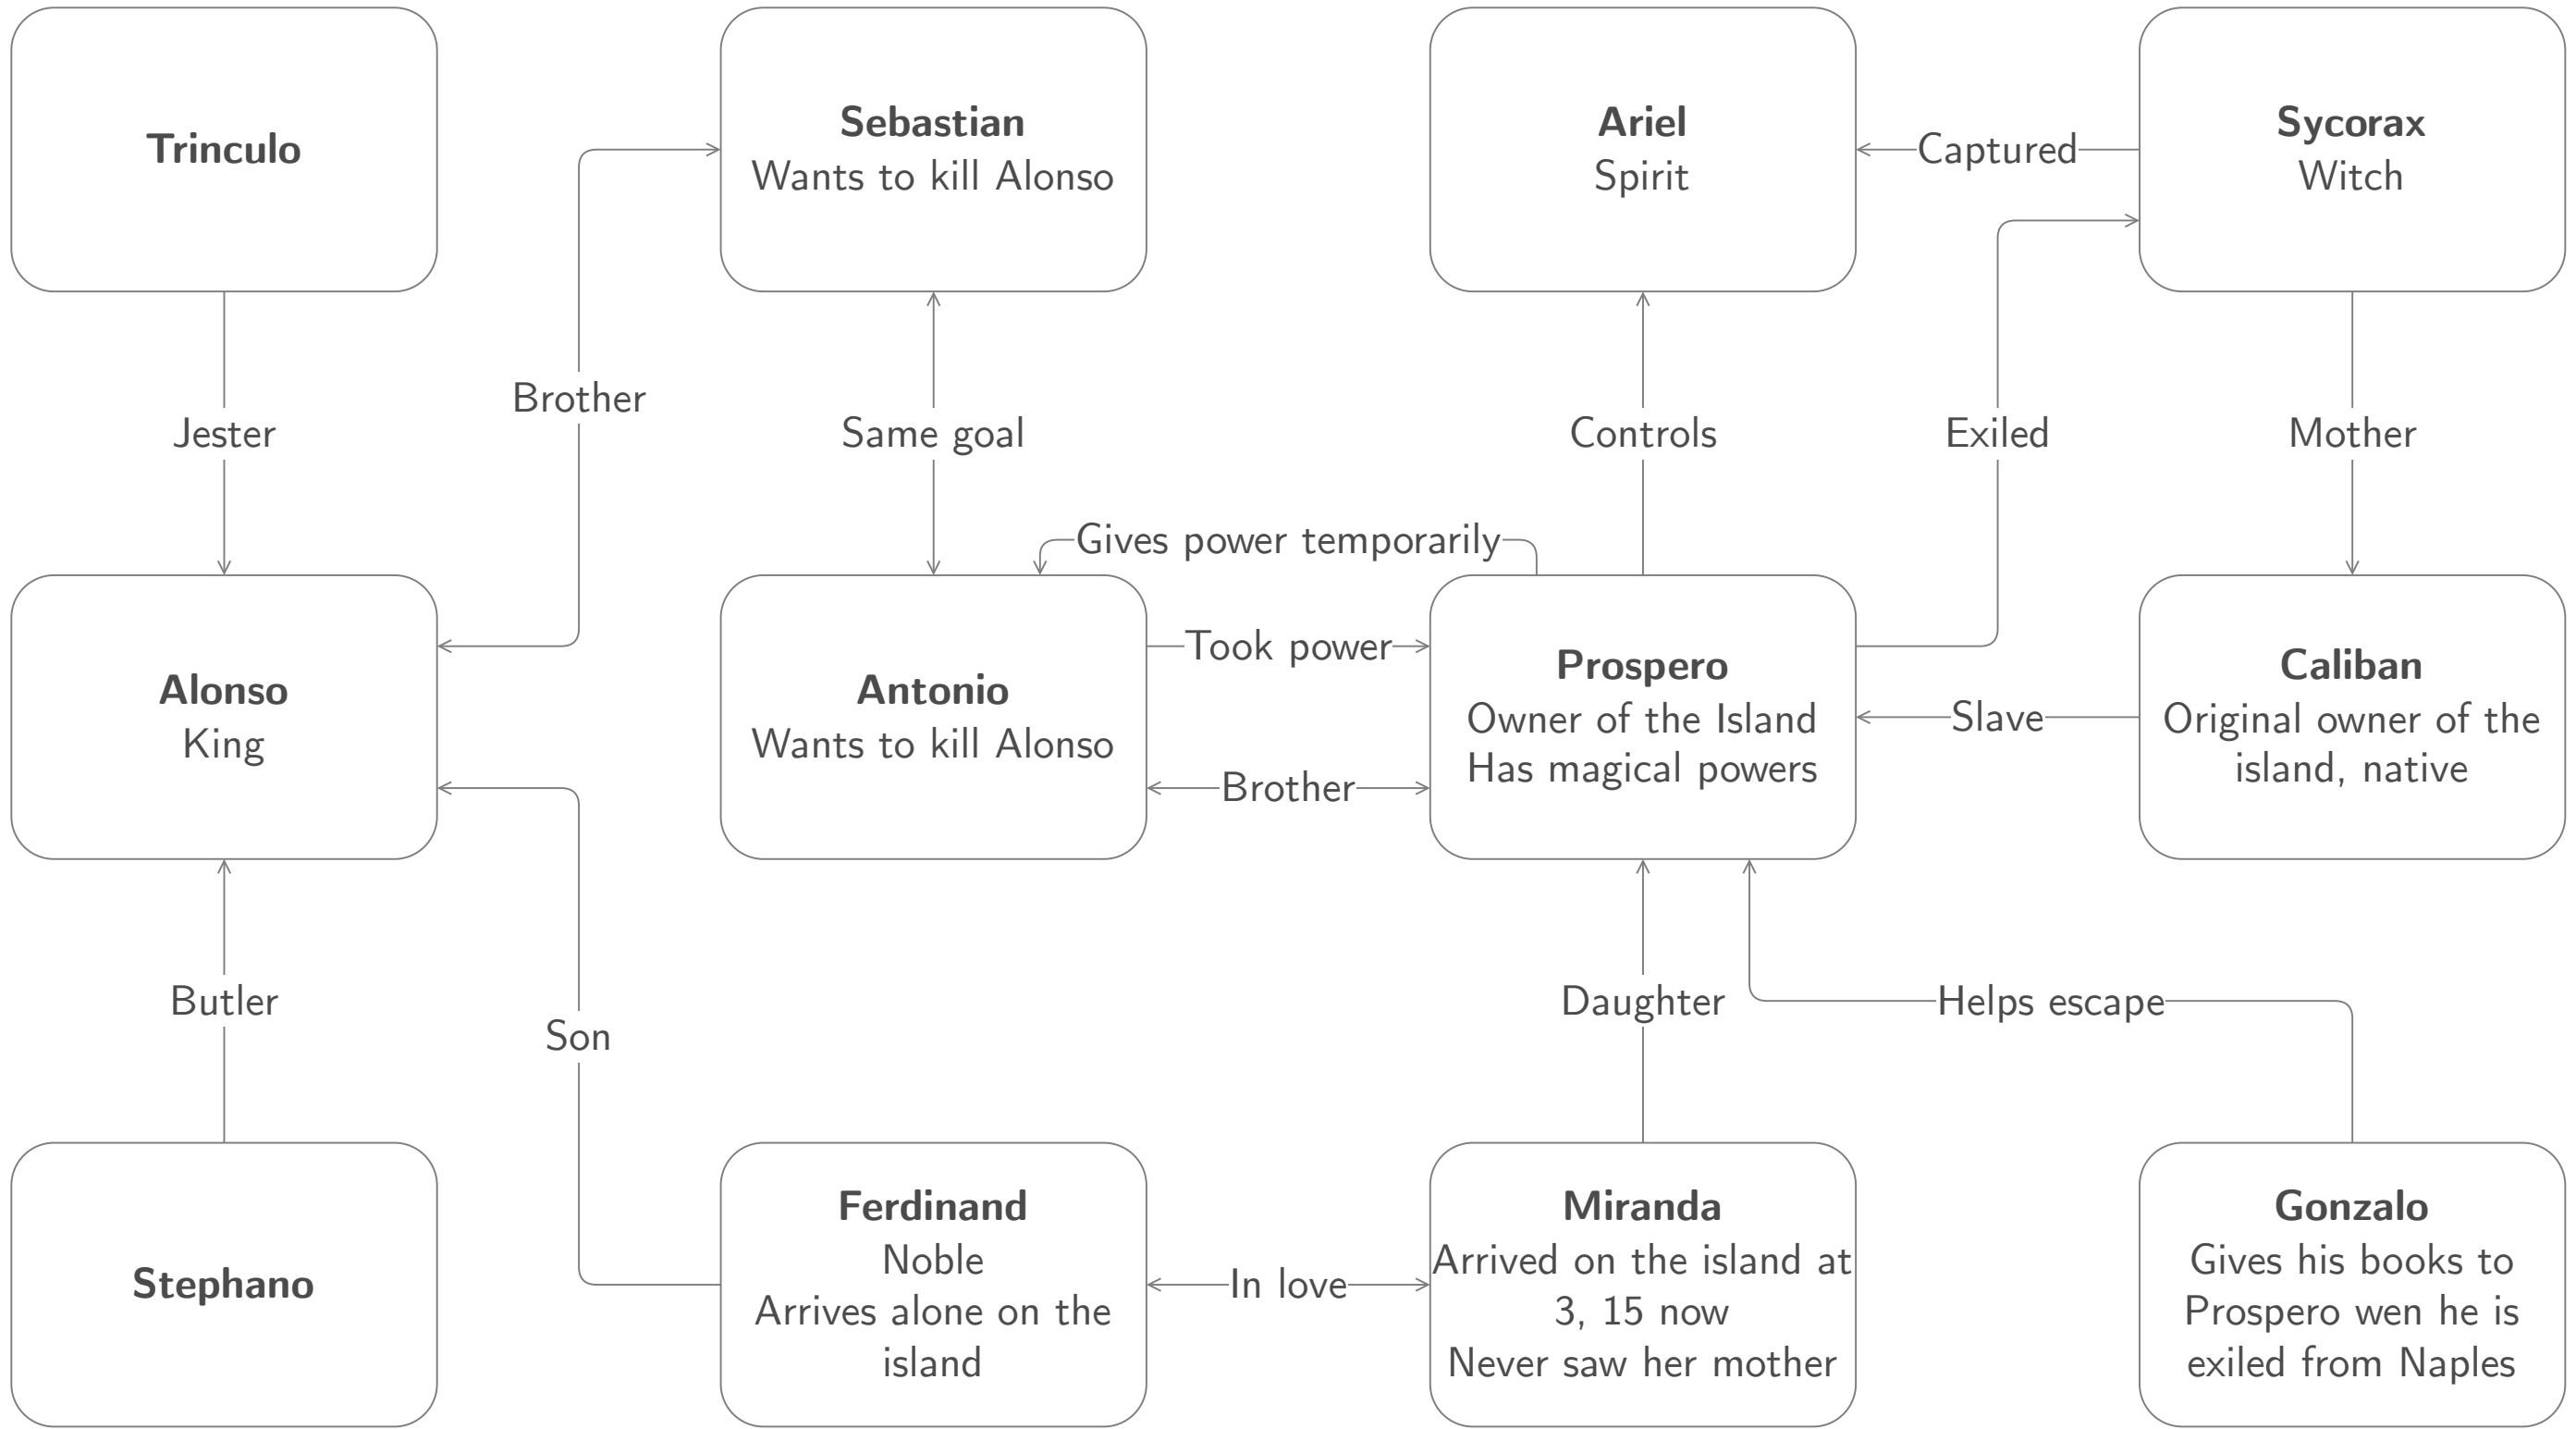 Trinculo
Sebastian
Wants to kill Alonso
Ariel
Spirit
Captured
Sycorax
Witch
Jester
Brother
Same goal
Controls
Exiled
Mother
Gives power temporarily
Alonso
King
Antonio
Wants to kill Alonso
Took power
Brother
Prospero
Owner of the Island
Has magical powers
Slave
Caliban
Original owner of the
island, native
Butler
Son
Daughter
Helps escape
Stephano
Ferdinand
Noble
Arrives alone on the
island
In love
Miranda
Arrived on the island at
3, 15 now
Never saw her mother
Gonzalo
Gives his books to
Prospero wen he is
exiled from Naples